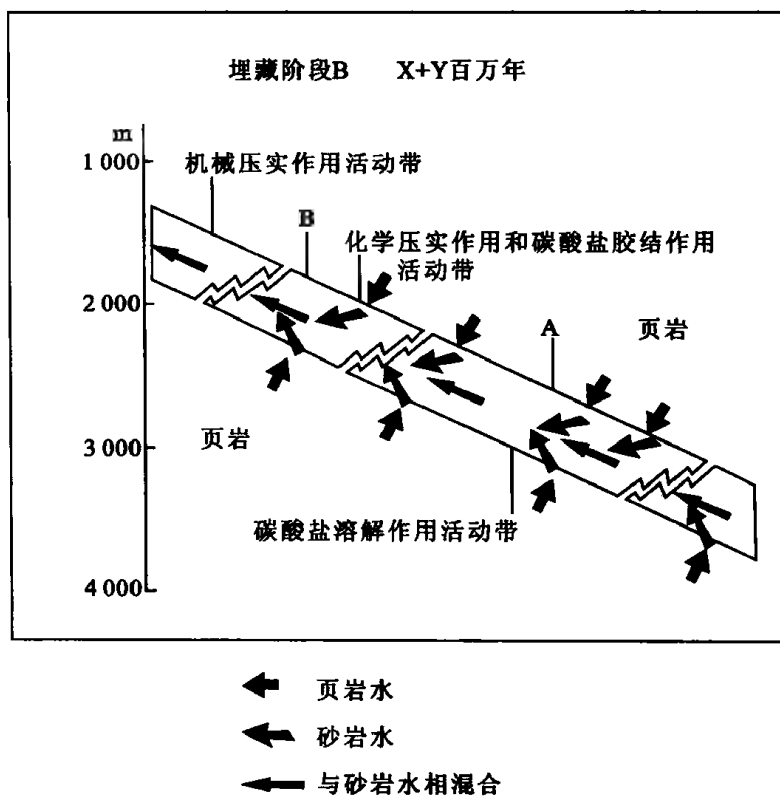 埋藏阶段B X+Y百万年
m
1 000
机械压实作用活动带
B
化学压实作用和碳酸盐胶结作用
活动带
2 000
A
页岩
页岩
3 000
碳酸盐溶解作用活动带
4 000
页岩水
砂岩水
与砂岩水相混合